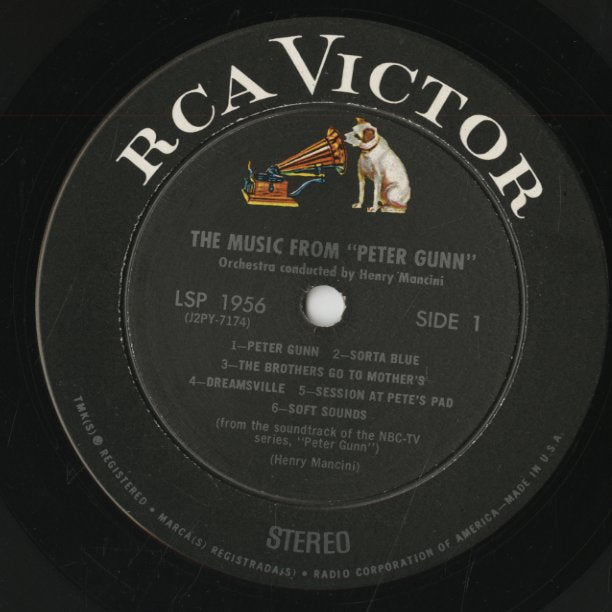 RCA VICTOR
THE MUSIC FROM "PETER GUNN"
Orchestra conducted by Henry Mancini
LSP 1956
(J2PY-7174)
SIDE 1
1—PETER GUNN 2—SORTA BLUE
3—THE BROTHERS GO TO MOTHER'S
4—DREAMSVILLE 5—SESSION AT PETE'S PAD
6—SOFT SOUNDS
(from the soundtrack of the NBC-TV
series, "Peter Gunn")
(Henry Mancini)
STEREO
TMK(S) ® REGISTERED • MARCA(S) REGISTRADA(S) • RADIO CORPORATION OF AMERICA—MADE IN U.S.A.